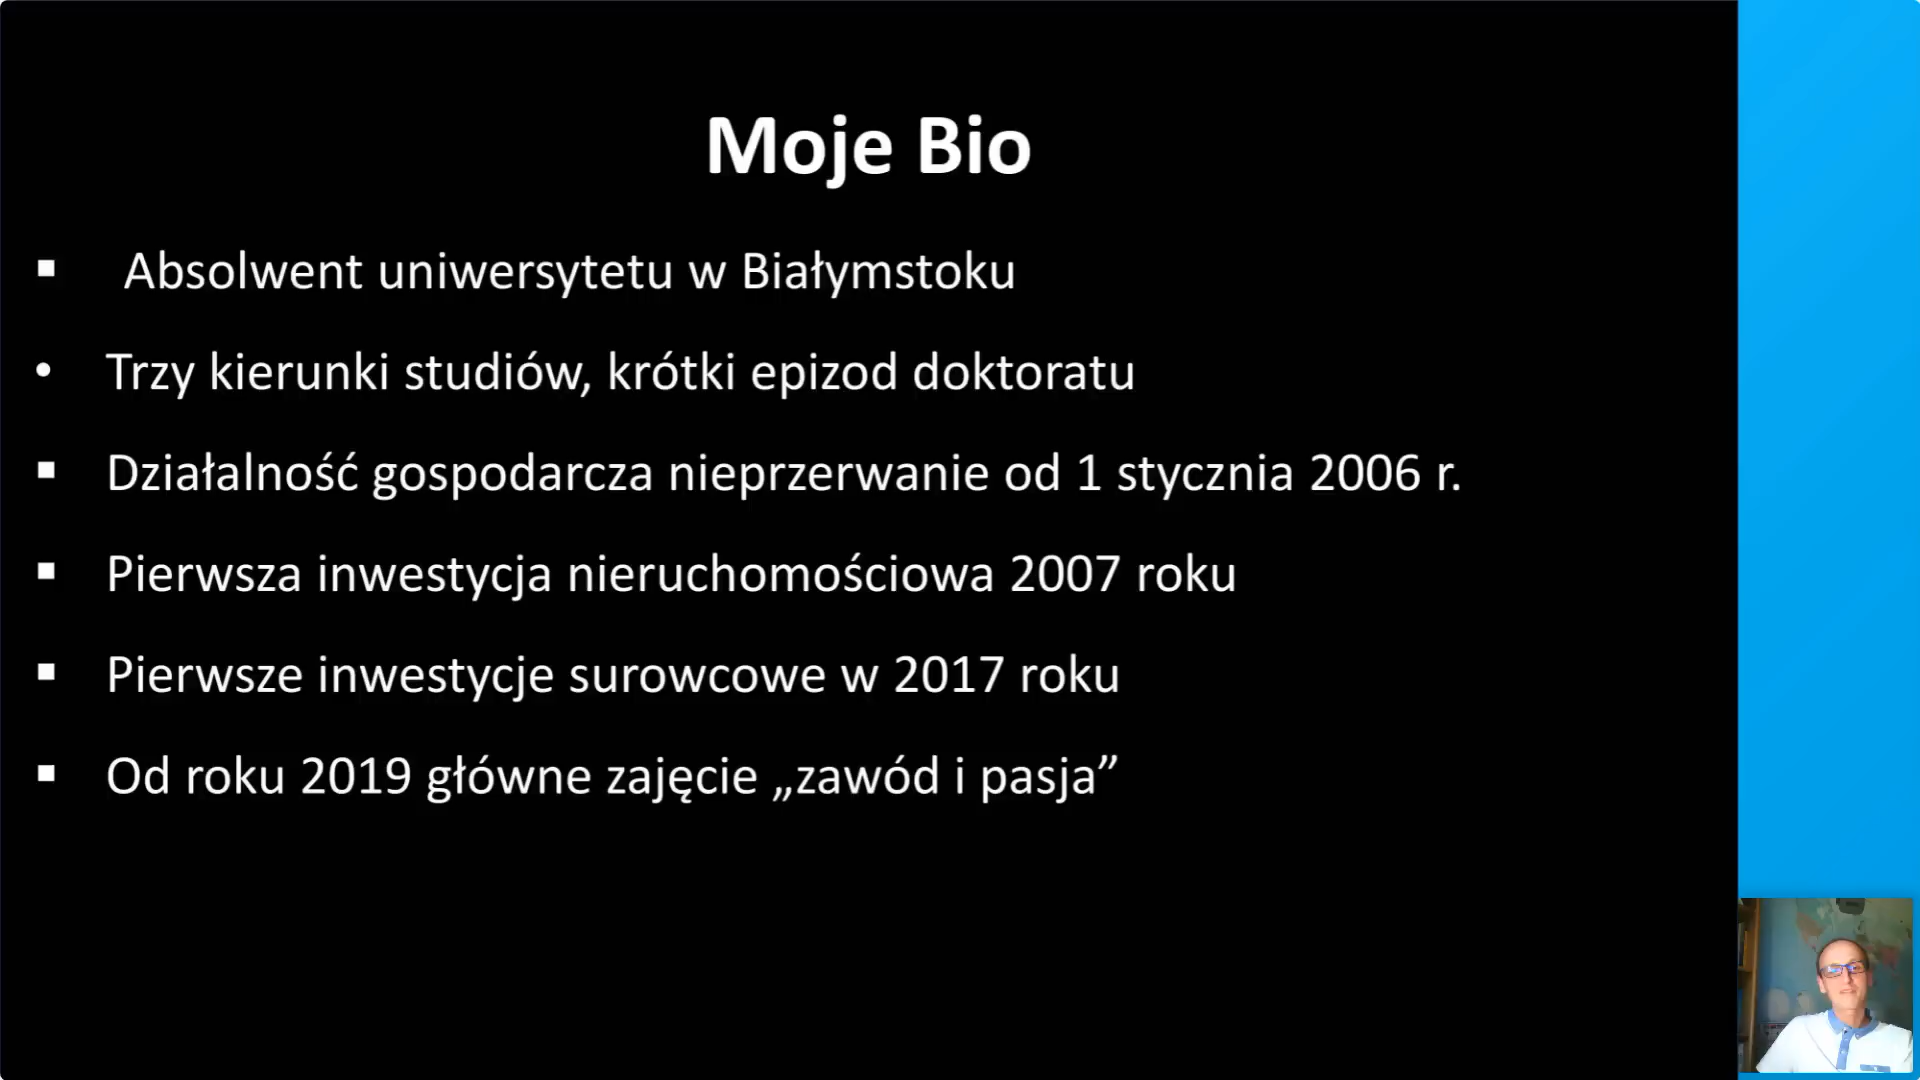 Moje Bio
▪ Absolwent uniwersytetu w Białymstoku
• Trzy kierunki studiów, krótki epizod doktoratu
▪ Działalność gospodarcza nieprzerwanie od 1 stycznia 2006 r.
▪ Pierwsza inwestycja nieruchomościowa 2007 roku
▪ Pierwsze inwestycje surowcowe w 2017 roku
▪ Od roku 2019 główne zajęcie „zawód i pasja”